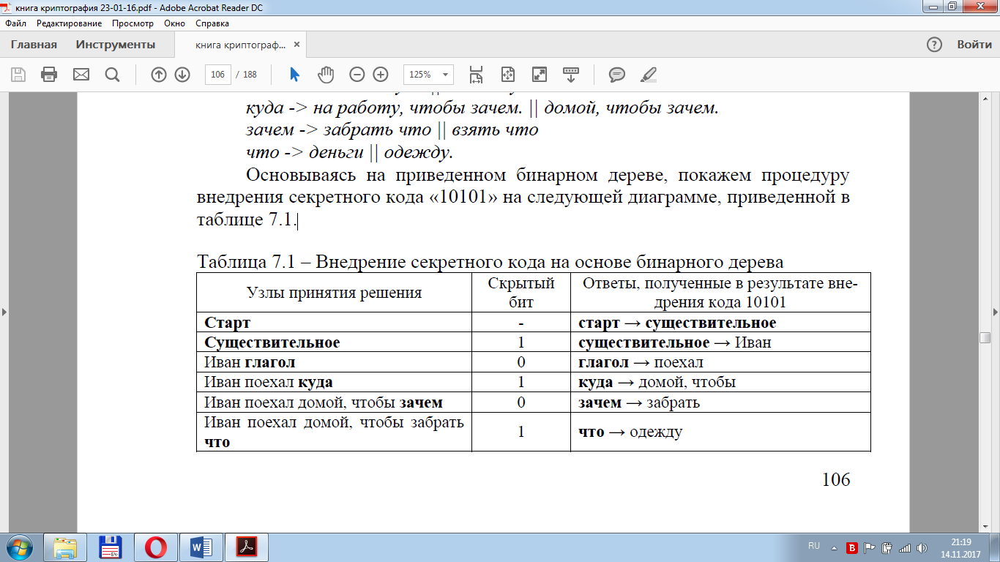 книга криптография 23-01-16.pdf - Adobe Acrobat Reader DC
Файл Редактирование Просмотр Окно Справка
Главная Инструменты книга криптограф... × ? Войти
106 / 188 125%
куда -> на работу, чтобы зачем. || домой, чтобы зачем.
зачем -> забрать что || взять что
что -> деньги || одежду.
Основываясь на приведенном бинарном дереве, покажем процедуру
внедрения секретного кода «10101» на следующей диаграмме, приведенной в
таблице 7.1.
Таблица 7.1 – Внедрение секретного кода на основе бинарного дерева
Узлы принятия решения Скрытый бит Ответы, полученные в результате вне-
дрения кода 10101
Старт - старт → существительное
Существительное 1 существительное → Иван
Иван глагол 0 глагол → поехал
Иван поехал куда 1 куда → домой, чтобы
Иван поехал домой, чтобы зачем 0 зачем → забрать
Иван поехал домой, чтобы забрать
что 1 что → одежду
106
RU 21:19
14.11.2017